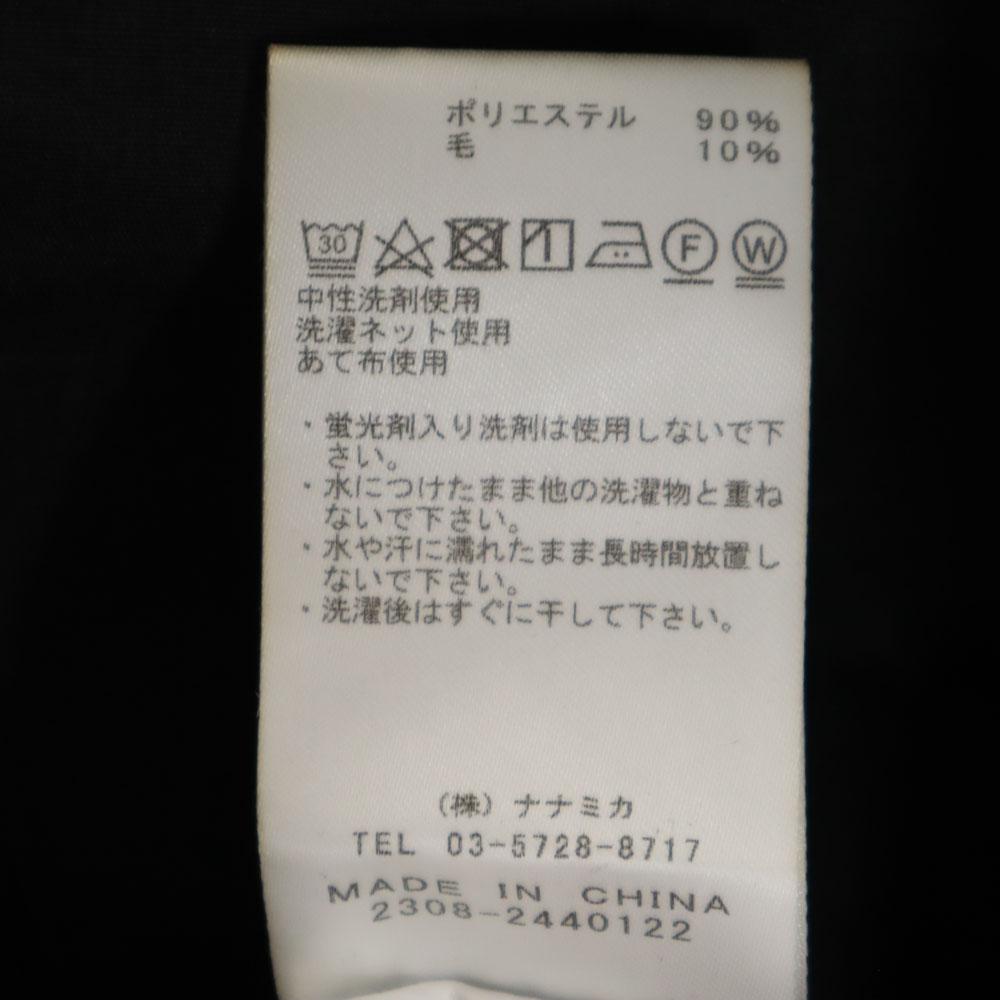 ポリエステル 90%
毛 10%
30 F W
中性洗剤使用
洗濯ネット使用
あて布使用
・蛍光剤入り洗剤は使用しないで下
さい。
・水につけたまま他の洗濯物と重ね
ないで下さい。
・水や汗に濡れたまま長時間放置し
ないで下さい。
・洗濯後はすぐに干して下さい。
(株) ナナミカ
TEL 03-5728-8717
MADE IN CHINA
2308-2440122